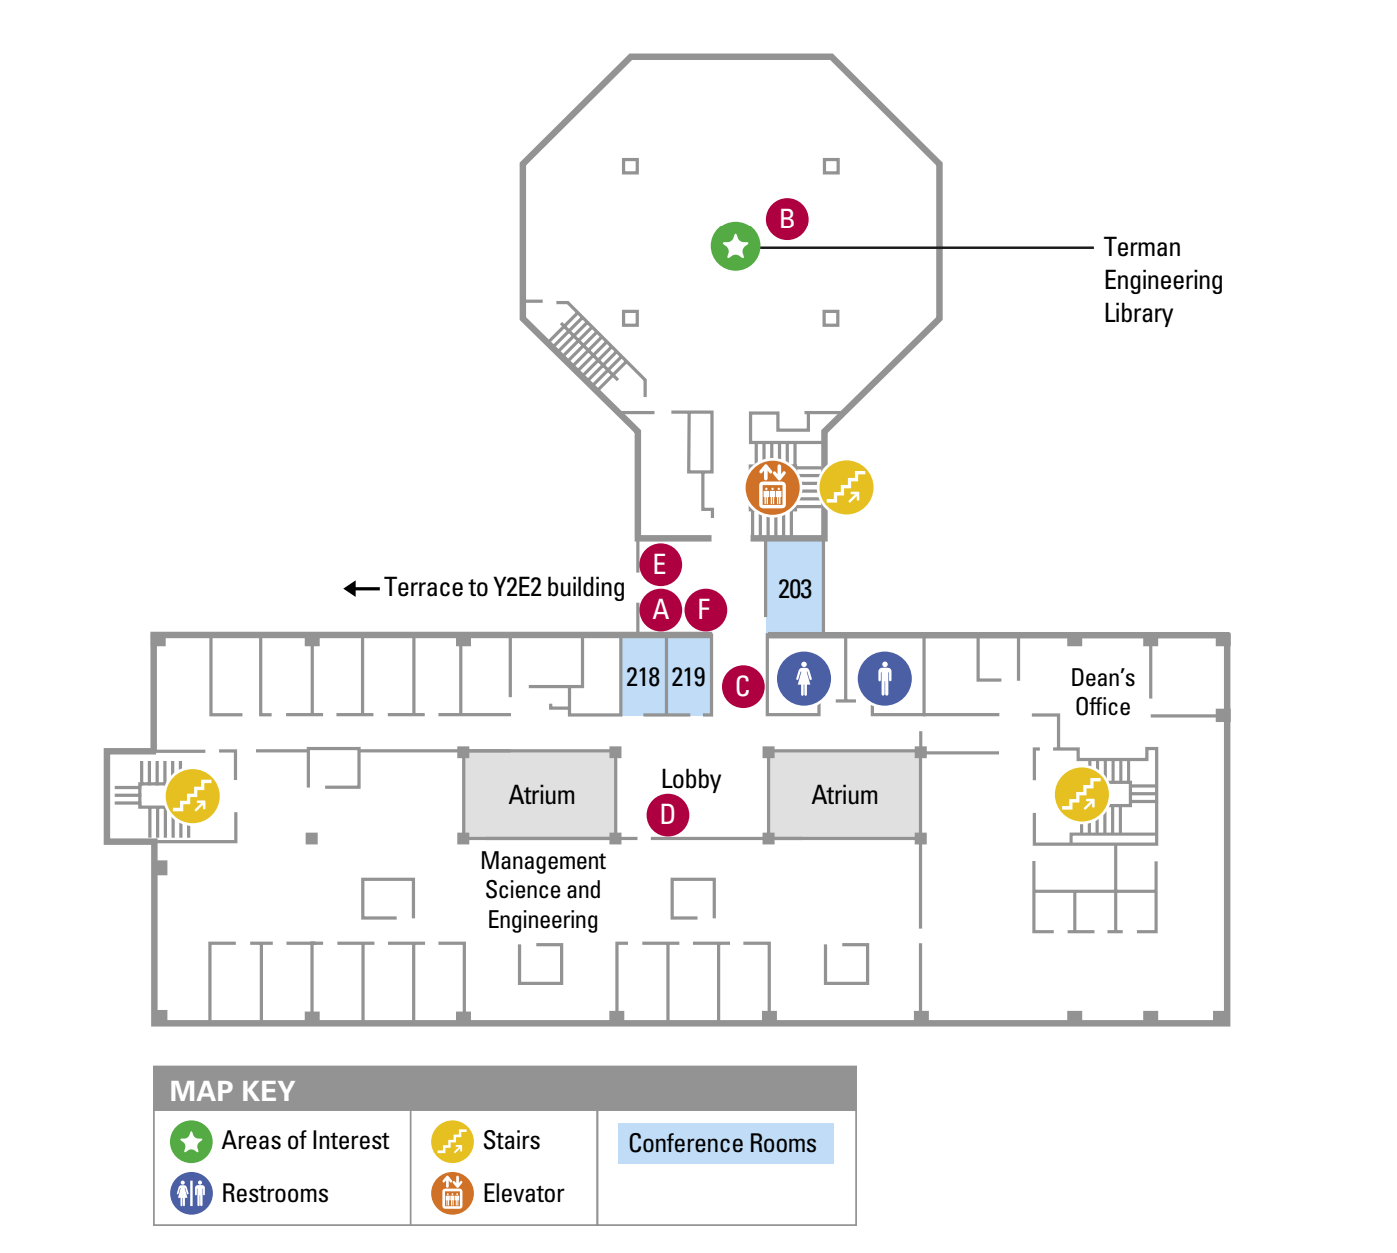 B
Terman
Engineering
Library
E
Terrace to Y2E2 building
A
F
203
218
219
C
Dean's
Office
Atrium
Lobby
D
Atrium
Management
Science and
Engineering
MAP KEY
Areas of Interest
Stairs
Conference Rooms
Restrooms
Elevator